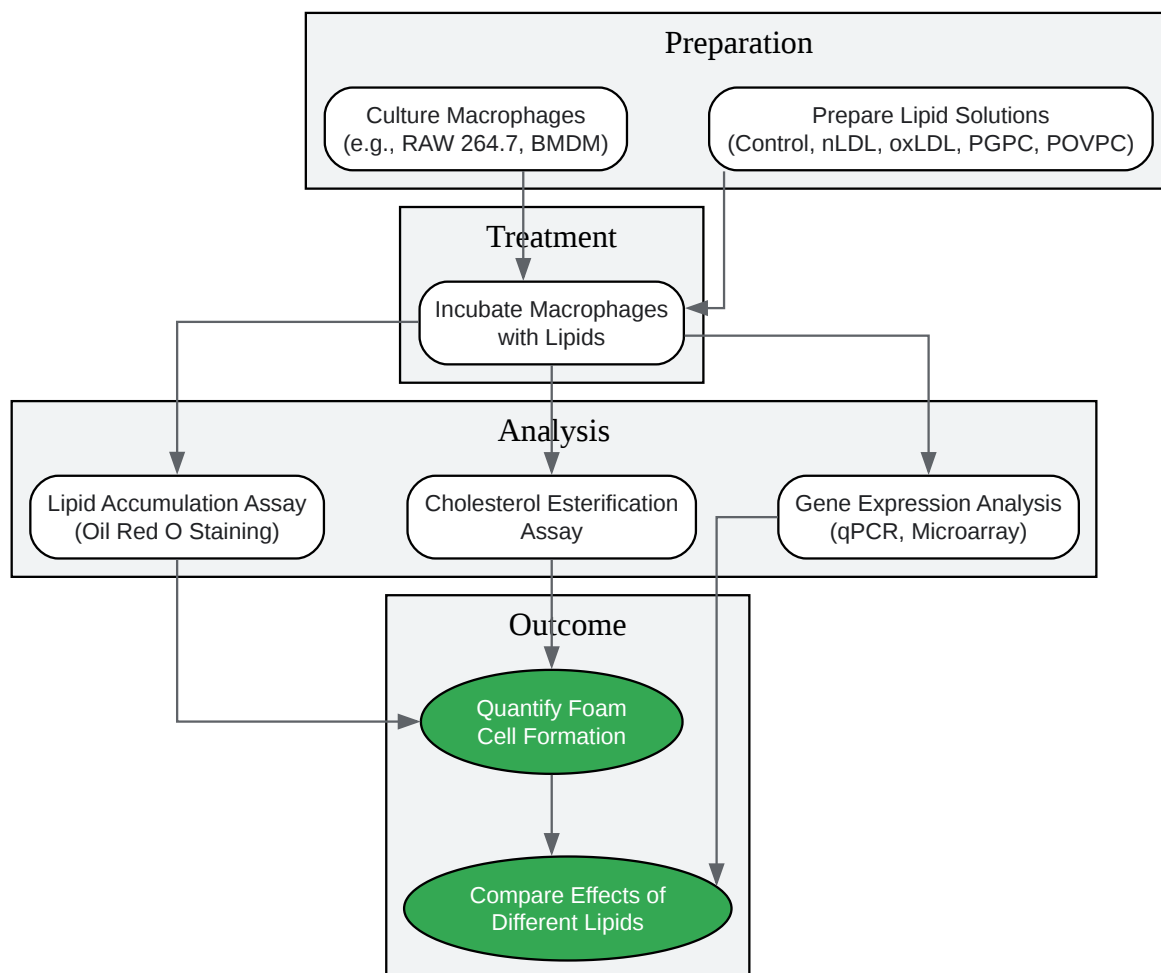 Preparation
Culture Macrophages
(e.g., RAW 264.7, BMDM)
Prepare Lipid Solutions
(Control, nLDL, oxLDL, PGPC, POVPC)
Treatment
Incubate Macrophages
with Lipids
Analysis
Lipid Accumulation Assay
(Oil Red O Staining)
Cholesterol Esterification
Assay
Gene Expression Analysis
(qPCR, Microarray)
Outcome
Quantify Foam
Cell Formation
Compare Effects of
Different Lipids